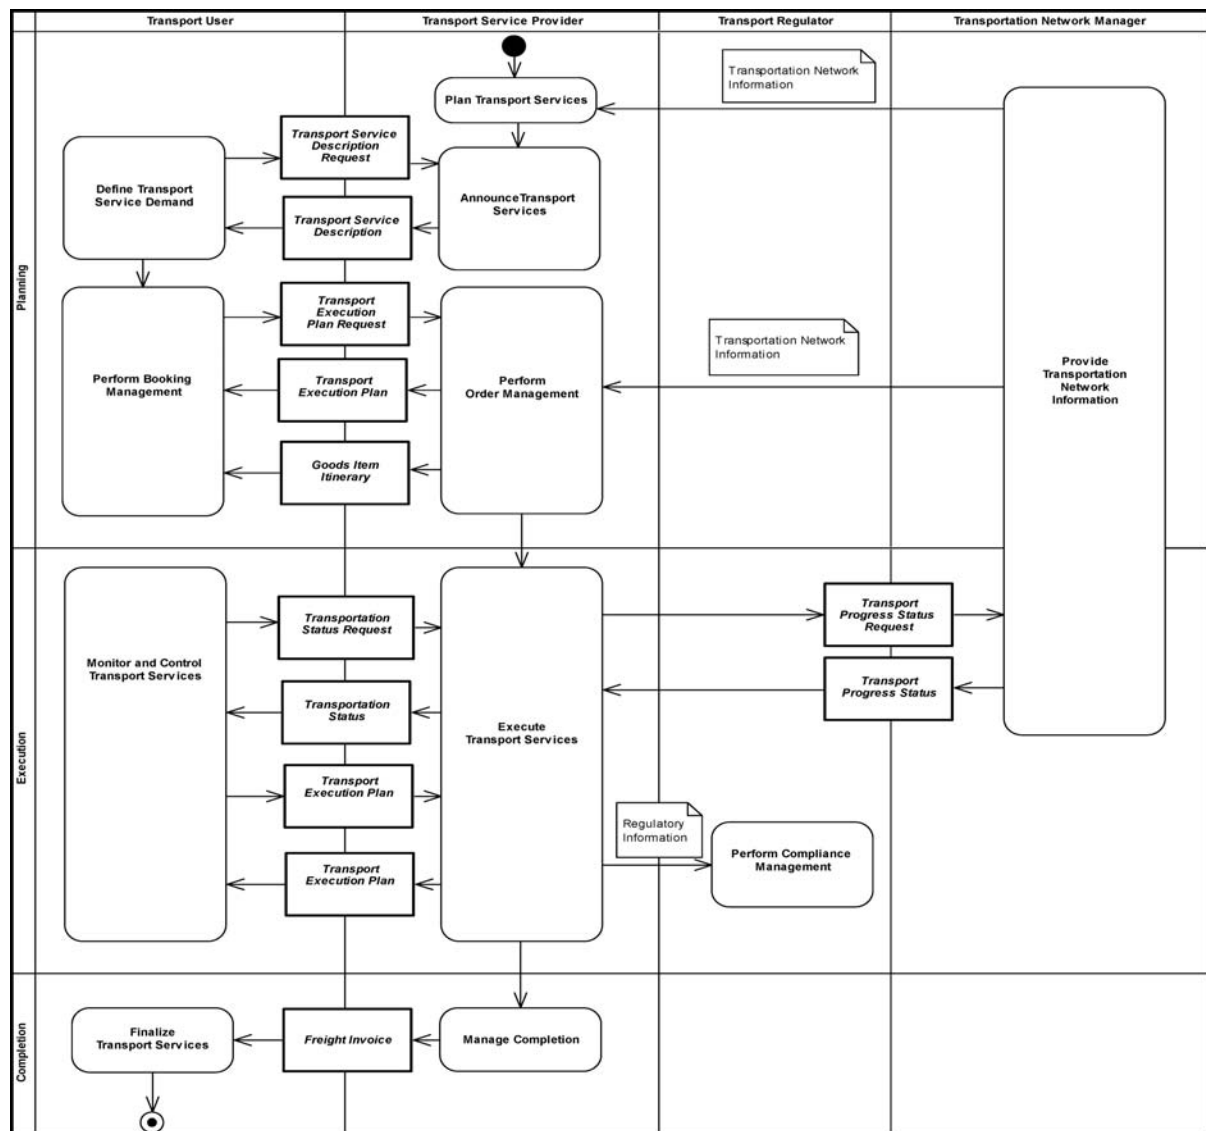 Transport User
Transport Service Provider
Transport Regulator
Transportation Network Manager
Planning
Transportation Network
Information
Plan Transport Services
Transport Service
Description
Request
Define Transport
Service Demand
AnnounceTransport
Services
Transport Service
Description
Transport
Execution
Plan Request
Transportation Network
Information
Perform Booking
Management
Transport
Execution Plan
Perform
Order Management
Provide
Transportation
Network
Information
Goods Item
Itinerary
Execution
Transportation
Status Request
Transport
Progress Status
Request
Monitor and Control
Transport Services
Transport
Progress Status
Transportation
Status
Execute
Transport Services
Transport
Execution Plan
Regulatory
Information
Perform Compliance
Management
Transport
Execution Plan
Completion
Finalize
Transport Services
Freight Invoice
Manage Completion